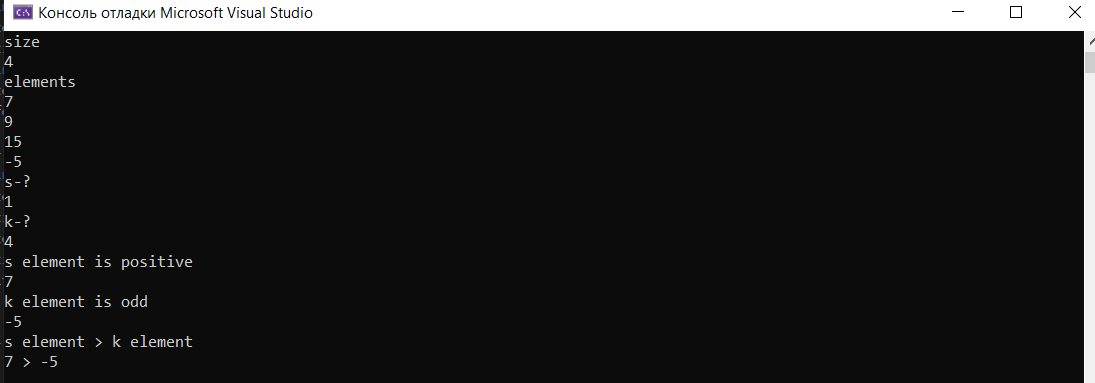 Консоль отладки Microsoft Visual Studio
size
4
elements
7
9
15
-5
s-?
1
k-?
4
s element is positive
7
k element is odd
-5
s element > k element
7 > -5